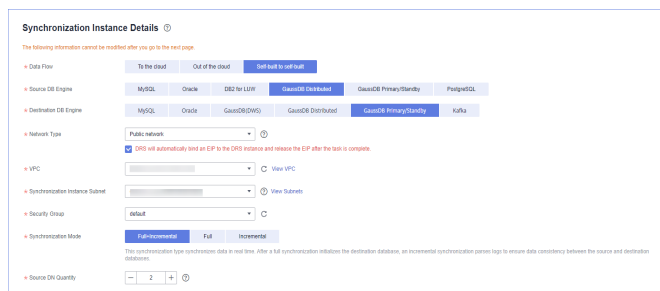 Synchronization Instance Details
The following information cannot be modified after you go to the next page.
* Data Flow
To the cloud Out of the cloud Self-built to self-built
* Source DB Engine
MySQL Oracle DB2 for LUW GaussDB Distributed GaussDB Primary/Standby PostgreSQL
* Destination DB Engine
MySQL Oracle GaussDB(DWS) GaussDB Distributed GaussDB Primary/Standby Kafka
* Network Type
Public network
DRS will automatically bind an EIP to the DRS instance and release the EIP after the task is complete.
* VPC
View VPC
* Synchronization Instance Subnet
View Subnets
* Security Group
default
* Synchronization Mode
Full+Incremental Full Incremental
This synchronization type synchronizes data in real time. After a full synchronization initializes the destination database, an incremental synchronization parses logs to ensure data consistency between the source and destination
databases.
* Source DN Quantity
− 2 +